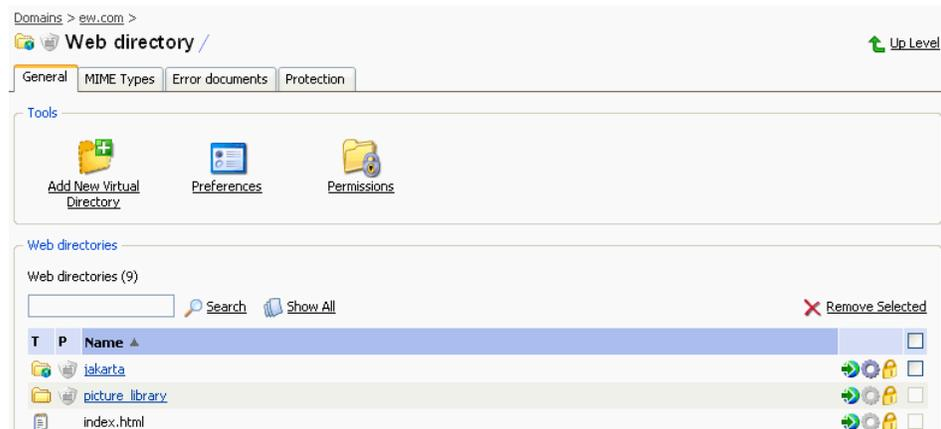 Domains > ew.com >
Web directory /
Up Level
General MIME Types Error documents Protection
Tools
Add New Virtual Directory
Preferences
Permissions
Web directories
Web directories (9)
Search Show All Remove Selected
T P Name
jakarta
picture_library
index.html